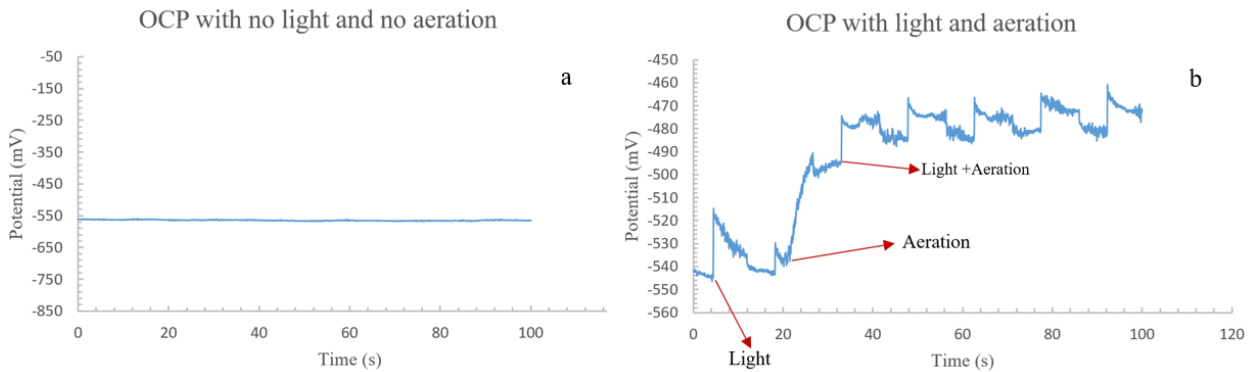 OCP with no light and no aeration
a
-50
-150
-250
-350
-450
-550
-650
-750
-850
Potential (mV)
0 20 40 60 80 100
Time (s)
OCP with light and aeration
b
-450
-460
-470
-480
-490
-500
-510
-520
-530
-540
-550
-560
Potential (mV)
Light +Aeration
Aeration
Light
0 20 40 60 80 100 120
Time (s)